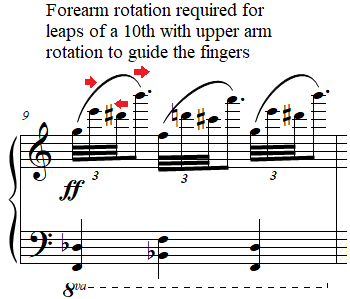 Forearm rotation required for
leaps of a 10th with upper arm
rotation to guide the fingers
9
ff
3
3
3
8va